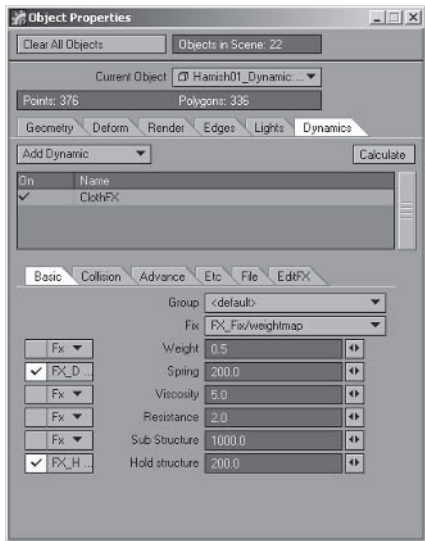 Object Properties
Clear All Objects Objects in Scene: 22
Current Object Hamish01_Dynamic:...
Points: 376 Polygons: 336
Geometry Deform Render Edges Lights Dynamics
Add Dynamic Calculate
On Name
ClothFX
Basic Collision Advance Etc File EditFX
Group <default>
Fix FX_Fix/weightmap
Fx Weight 0.5
FX_D ... Spring 200.0
Fx Viscosity 5.0
Fx Resistance 2.0
Fx Sub Structure 1000.0
FX_H ... Hold structure 200.0